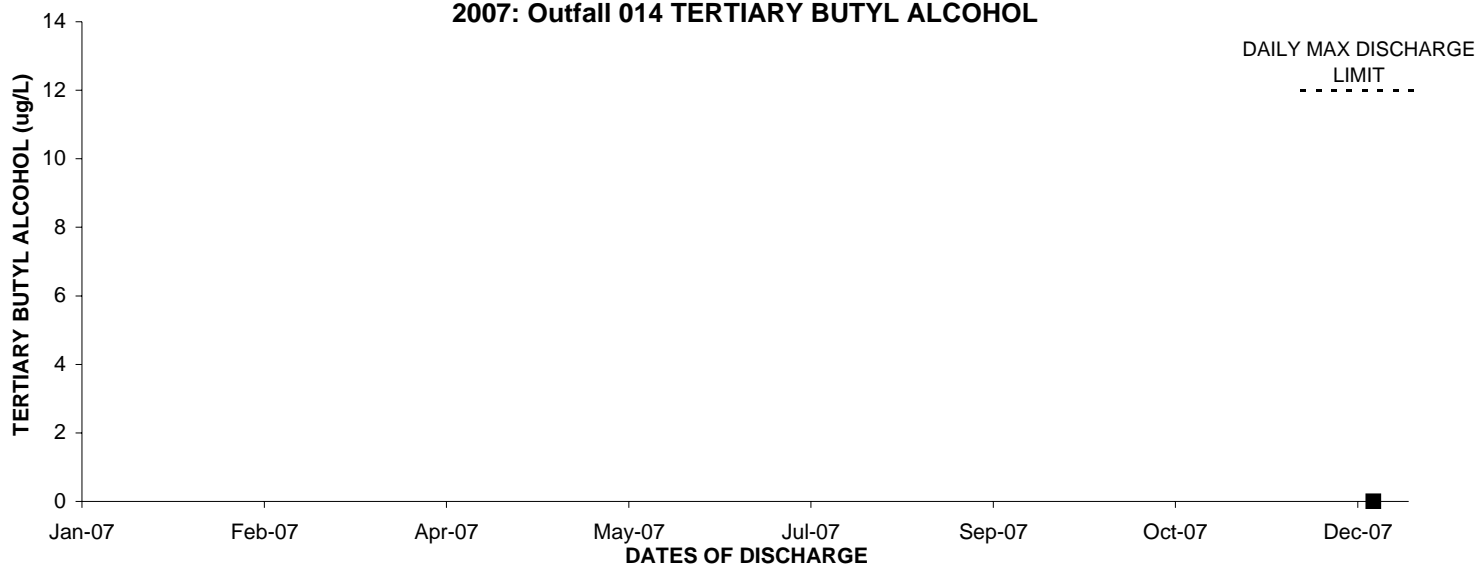 2007: Outfall 014 TERTIARY BUTYL ALCOHOL
DAILY MAX DISCHARGE
LIMIT
TERTIARY BUTYL ALCOHOL (ug/L)
14
12
10
8
6
4
2
0
Jan-07 Feb-07 Apr-07 May-07 Jul-07 Sep-07 Oct-07 Dec-07
DATES OF DISCHARGE